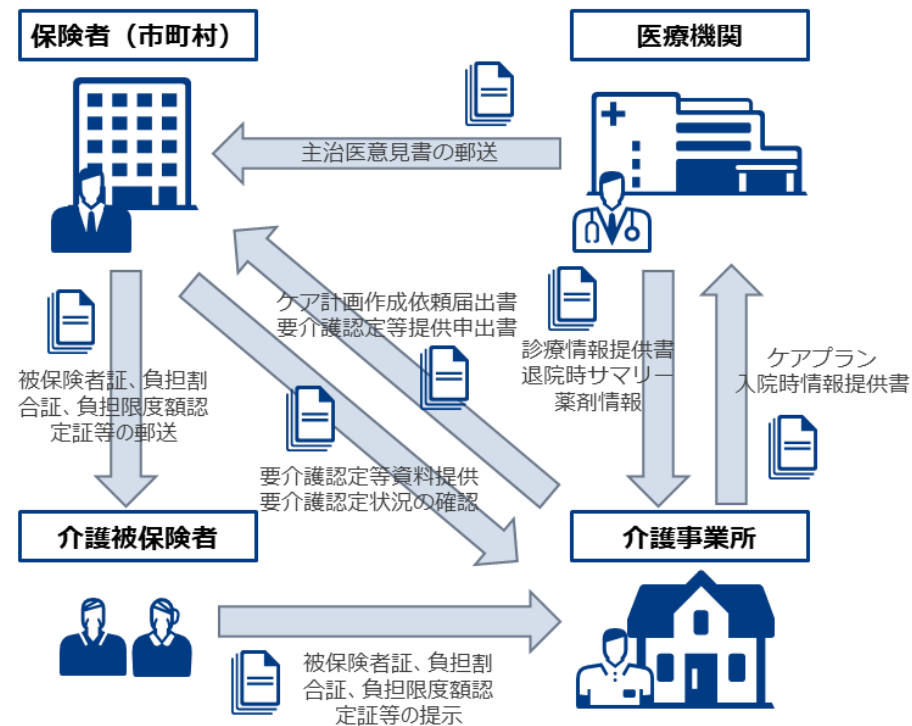 保険者（市町村）
医療機関
主治医意見書の郵送
ケア計画作成依頼届出書
要介護認定等提供申出書
診療情報提供書
退院時サマリー
薬剤情報
ケアプラン
入院時情報提供書
被保険者証、負担割
合証、負担限度額認
定証等の郵送
要介護認定等資料提供
要介護認定状況の確認
介護被保険者
介護事業所
被保険者証、負担割
合証、負担限度額認
定証等の提示